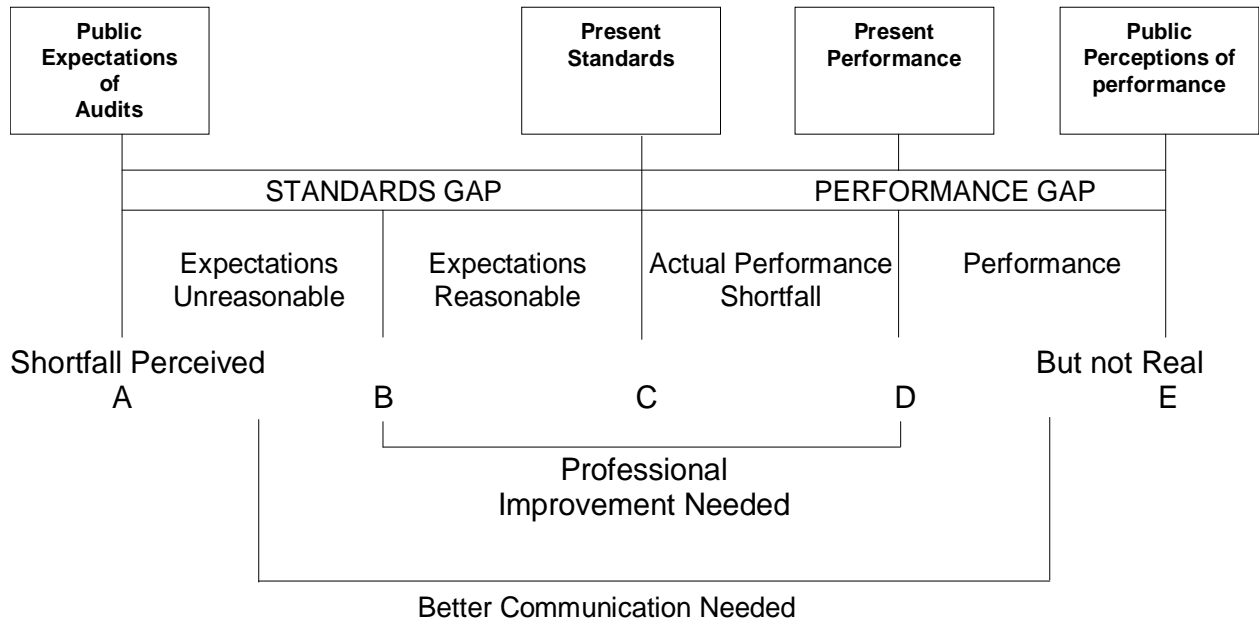 Public
Expectations
of
Audits
Present
Standards
Present
Performance
Public
Perceptions of
performance
STANDARDS GAP
PERFORMANCE GAP
Expectations
Unreasonable
Expectations
Reasonable
Actual Performance
Shortfall
Performance
Shortfall Perceived
But not Real
A
B
C
D
E
Professional
Improvement Needed
Better Communication Needed